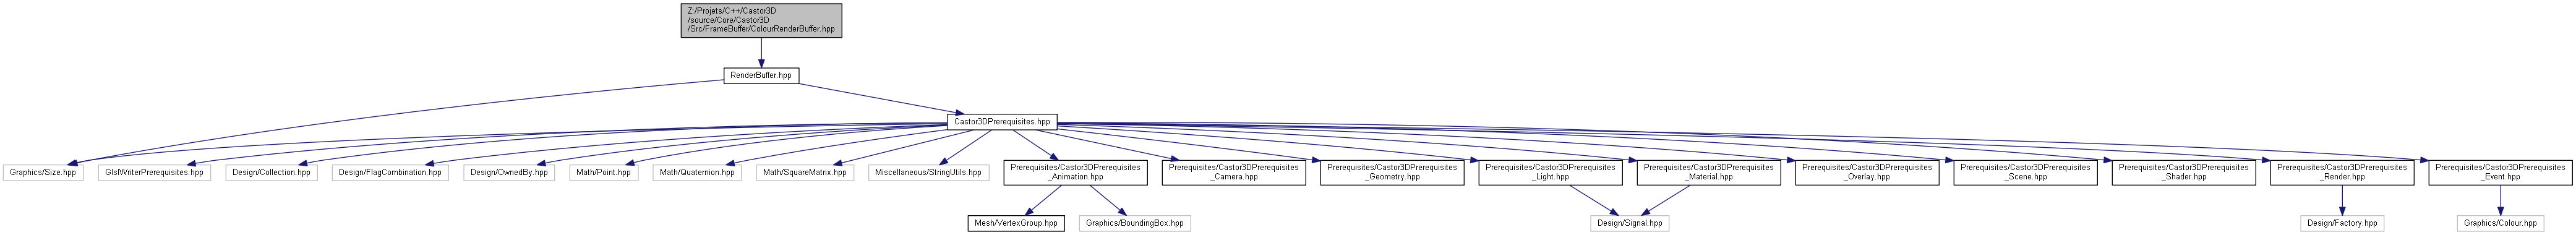 Z:/Projets/C++/Castor3D
/source/Core/Castor3D
/Src/FrameBuffer/ColourRenderBuffer.hpp
RenderBuffer.hpp
Castor3DPrerequisites.hpp
Graphics/Size.hpp
GlslWriterPrerequisites.hpp
Design/Collection.hpp
Design/FlagCombination.hpp
Design/OwnedBy.hpp
Math/Point.hpp
Math/Quaternion.hpp
Math/SquareMatrix.hpp
Miscellaneous/StringUtils.hpp
Prerequisites/Castor3DPrerequisites
_Animation.hpp
Prerequisites/Castor3DPrerequisites
_Camera.hpp
Prerequisites/Castor3DPrerequisites
_Geometry.hpp
Prerequisites/Castor3DPrerequisites
_Light.hpp
Prerequisites/Castor3DPrerequisites
_Material.hpp
Prerequisites/Castor3DPrerequisites
_Overlay.hpp
Prerequisites/Castor3DPrerequisites
_Scene.hpp
Prerequisites/Castor3DPrerequisites
_Shader.hpp
Prerequisites/Castor3DPrerequisites
_Render.hpp
Prerequisites/Castor3DPrerequisites
_Event.hpp
Mesh/VertexGroup.hpp
Graphics/BoundingBox.hpp
Design/Signal.hpp
Design/Factory.hpp
Graphics/Colour.hpp